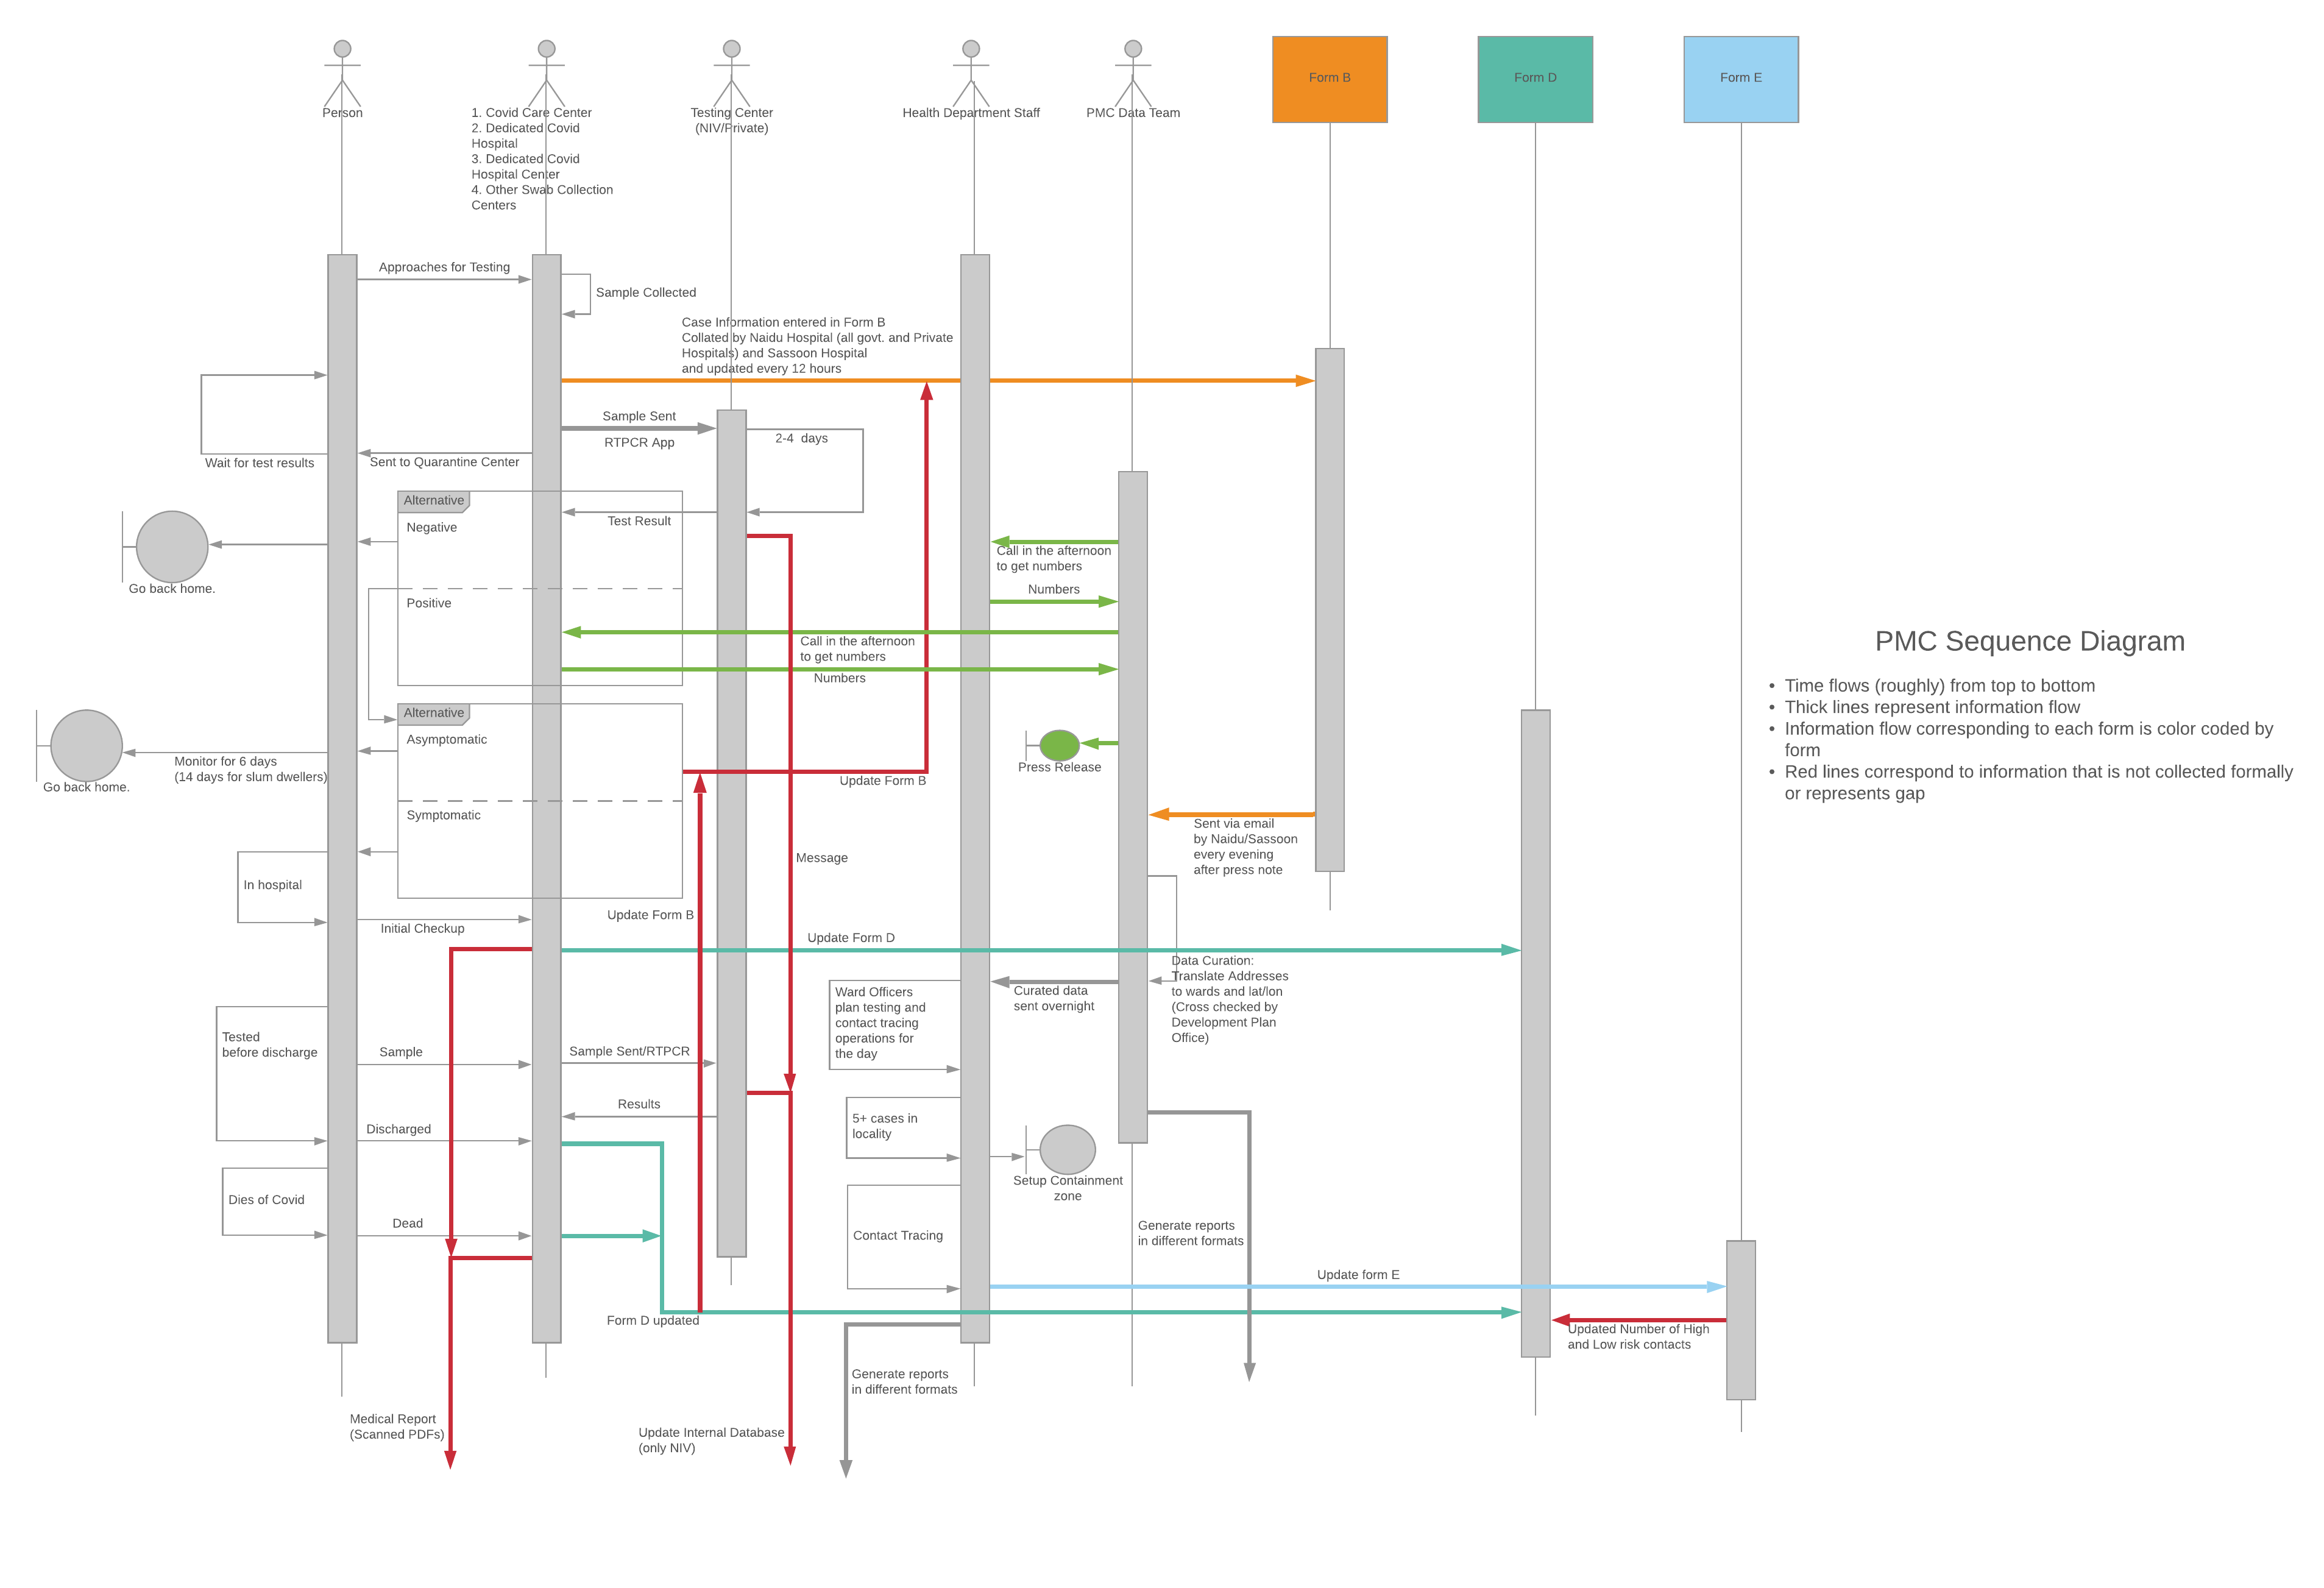 Person
1. Covid Care Center
2. Dedicated Covid
Hospital
3. Dedicated Covid
Hospital Center
4. Other Swab Collection
Centers
Testing Center
(NIV/Private)
Health Department Staff
PMC Data Team
Form B
Form D
Form E
Approaches for Testing
Sample Collected
Case Information entered in Form B
Collated by Naidu Hospital (all govt. and Private
Hospitals) and Sassoon Hospital
and updated every 12 hours
Sample Sent
RTPCR App
2-4 days
Wait for test results
Sent to Quarantine Center
Alternative
Negative
Test Result
Go back home.
Positive
Call in the afternoon
to get numbers
Numbers
Call in the afternoon
to get numbers
Numbers
Alternative
Asymptomatic
Monitor for 6 days
(14 days for slum dwellers)
Go back home.
Symptomatic
Update Form B
Press Release
Sent via email
by Naidu/Sassoon
every evening
after press note
Message
In hospital
Initial Checkup
Update Form B
Update Form D
Data Curation:
Translate Addresses
to wards and lat/lon
(Cross checked by
Development Plan
Office)
Curated data
sent overnight
Ward Officers
plan testing and
contact tracing
operations for
the day
Tested
before discharge
Sample
Sample Sent/RTPCR
Results
Discharged
5+ cases in
locality
Setup Containment
zone
Dies of Covid
Dead
Contact Tracing
Generate reports
in different formats
Update form E
Form D updated
Updated Number of High
and Low risk contacts
Generate reports
in different formats
Medical Report
(Scanned PDFs)
Update Internal Database
(only NIV)
PMC Sequence Diagram
• Time flows (roughly) from top to bottom
• Thick lines represent information flow
• Information flow corresponding to each form is color coded by
form
• Red lines correspond to information that is not collected formally
or represents gap